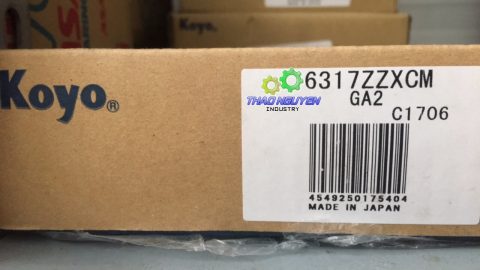 Koyo®
6317ZZXCM
GA2
C1706
THAO NGUYEN
INDUSTRY
4549250175404
MADE IN JAPAN